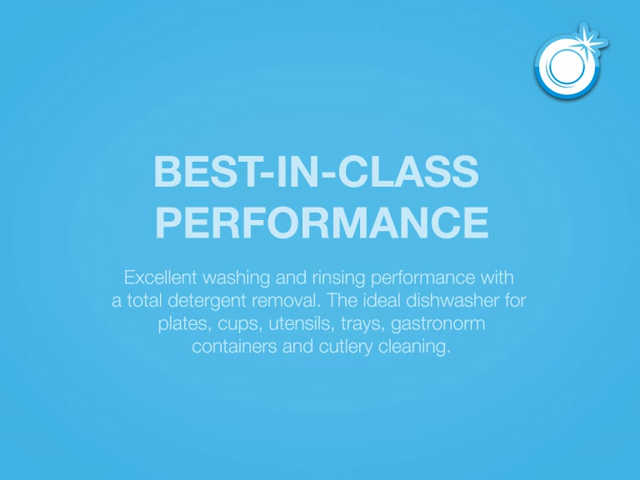 BEST-IN-CLASS
PERFORMANCE
Excellent washing and rinsing performance with
a total detergent removal. The ideal dishwasher for
plates, cups, utensils, trays, gastronorm
containers and cutlery cleaning.